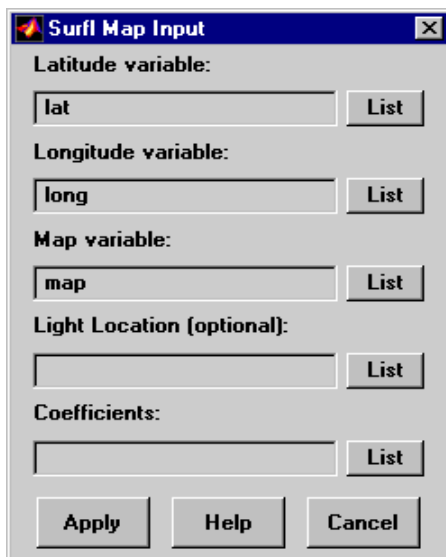 Surfl Map Input
Latitude variable:
lat List
Longitude variable:
long List
Map variable:
map List
Light Location (optional):
List
Coefficients:
List
Apply Help Cancel